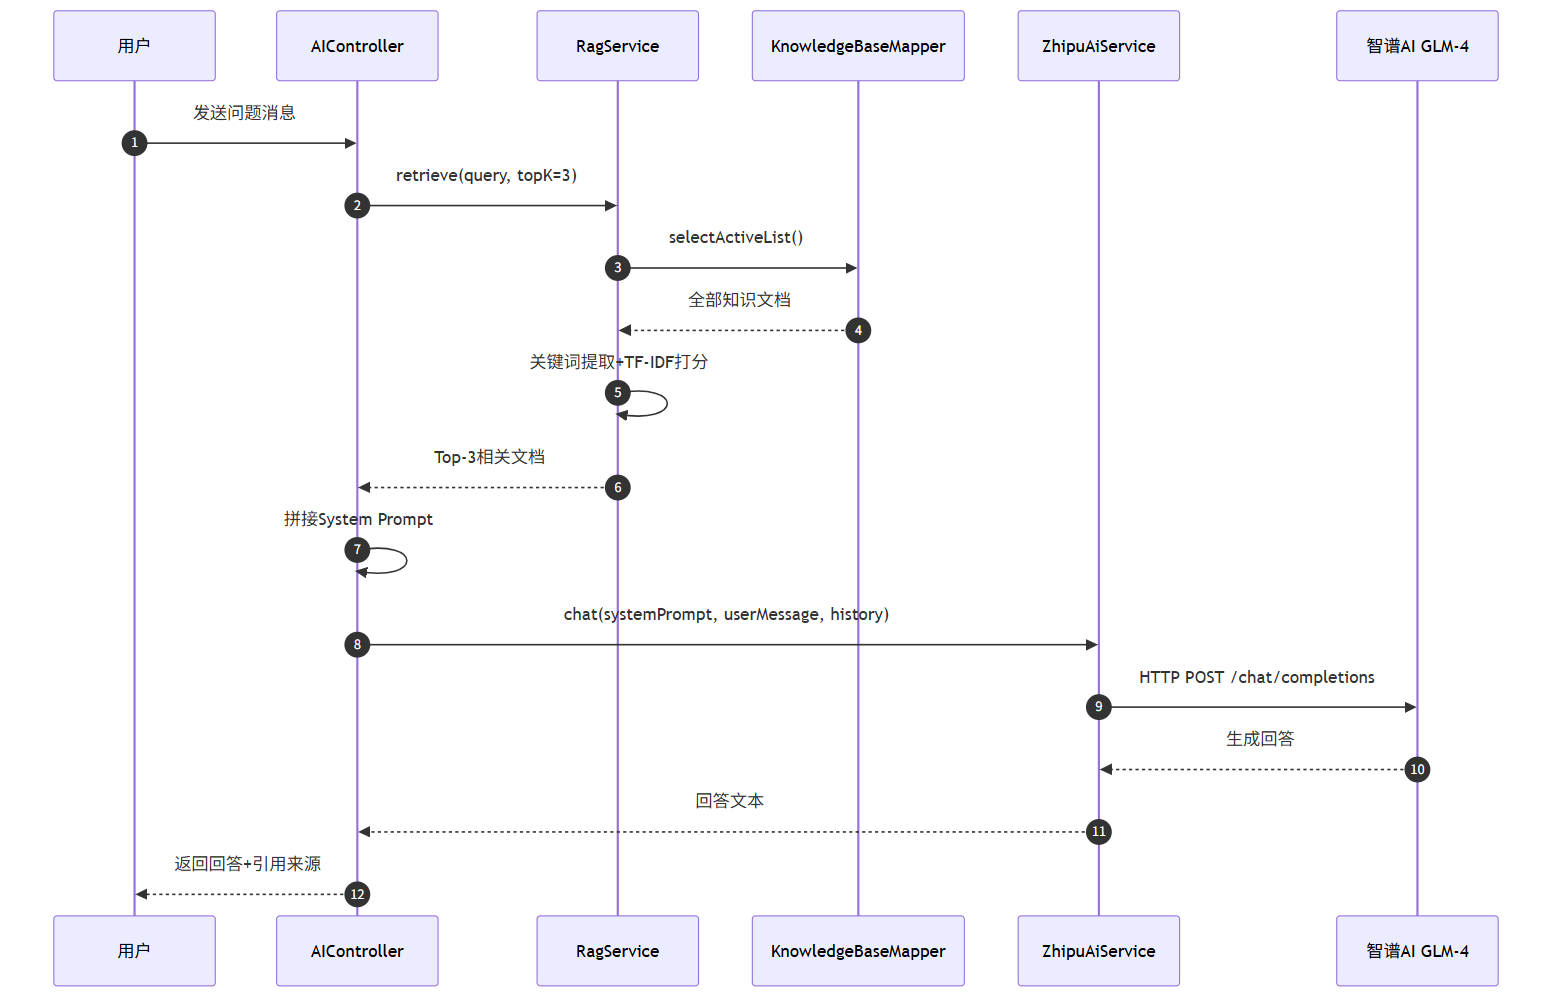 用户
AIController
RagService
KnowledgeBaseMapper
ZhipuAiService
智谱AI GLM-4
发送问题消息
1
retrieve(query, topK=3)
2
selectActiveList()
3
全部知识文档
4
关键词提取+TF-IDF打分
5
Top-3相关文档
6
拼接System Prompt
7
chat(systemPrompt, userMessage, history)
8
HTTP POST /chat/completions
9
生成回答
10
回答文本
11
返回回答+引用来源
12
用户
AIController
RagService
KnowledgeBaseMapper
ZhipuAiService
智谱AI GLM-4